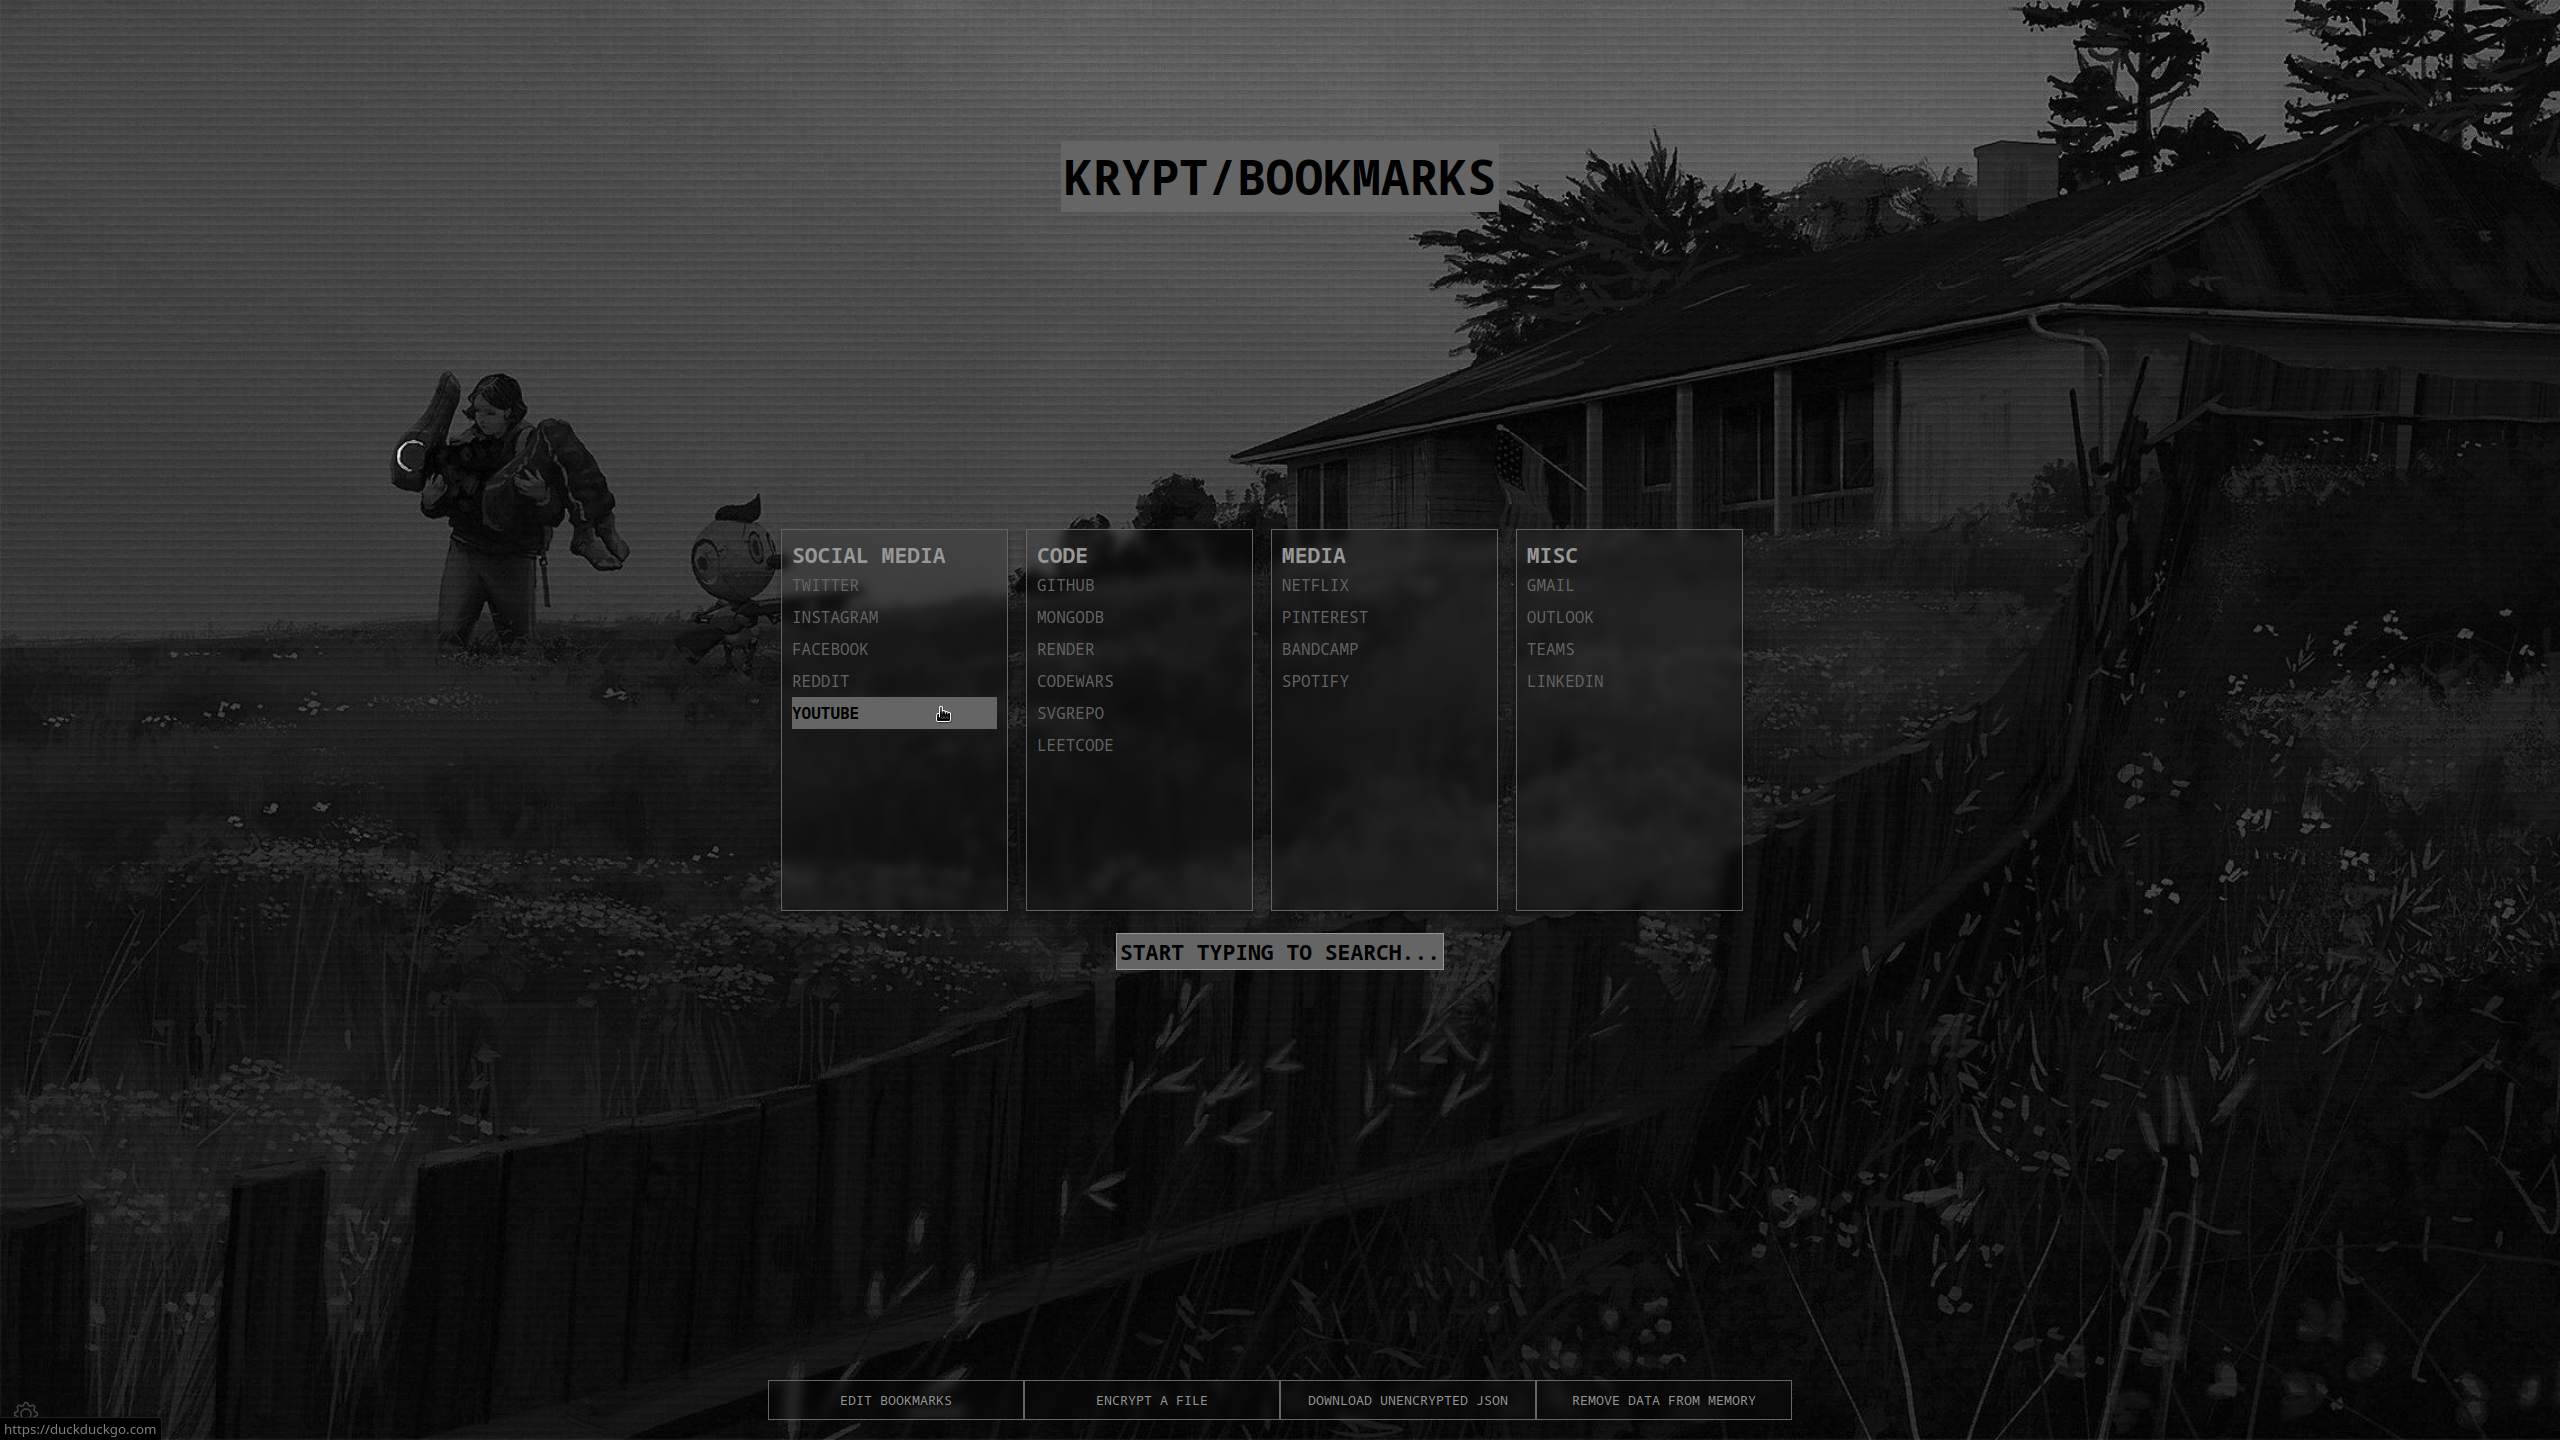 KRYPT/BOOKMARKS
SOCIAL MEDIA
TWITTER
INSTAGRAM
FACEBOOK
REDDIT
YOUTUBE
CODE
GITHUB
MONGODB
RENDER
CODEWARS
SVGREPO
LEETCODE
MEDIA
NETFLIX
PINTEREST
BANDCAMP
SPOTIFY
MISC
GMAIL
OUTLOOK
TEAMS
LINKEDIN
START TYPING TO SEARCH...
EDIT BOOKMARKS
ENCRYPT A FILE
DOWNLOAD UNENCRYPTED JSON
REMOVE DATA FROM MEMORY
https://duckduckgo.com